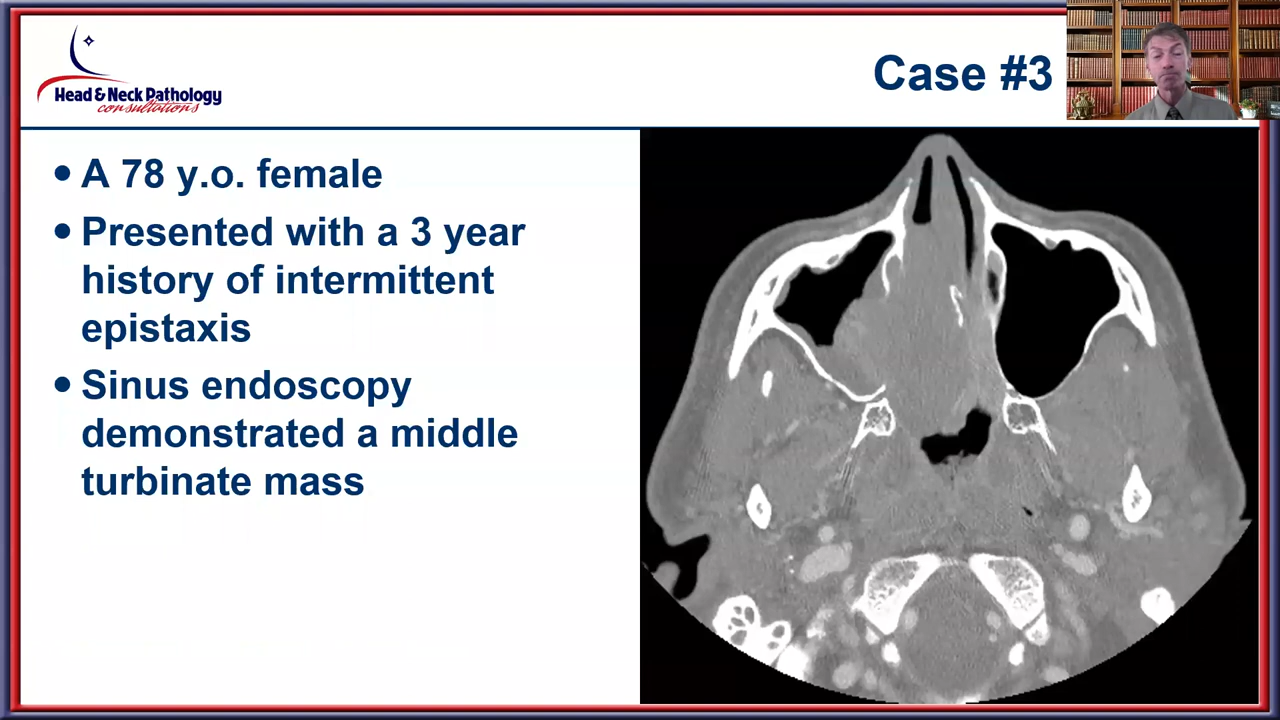 Head & Neck Pathology
consultations
Case #3
• A 78 y.o. female
• Presented with a 3 year
history of intermittent
epistaxis
• Sinus endoscopy
demonstrated a middle
turbinate mass